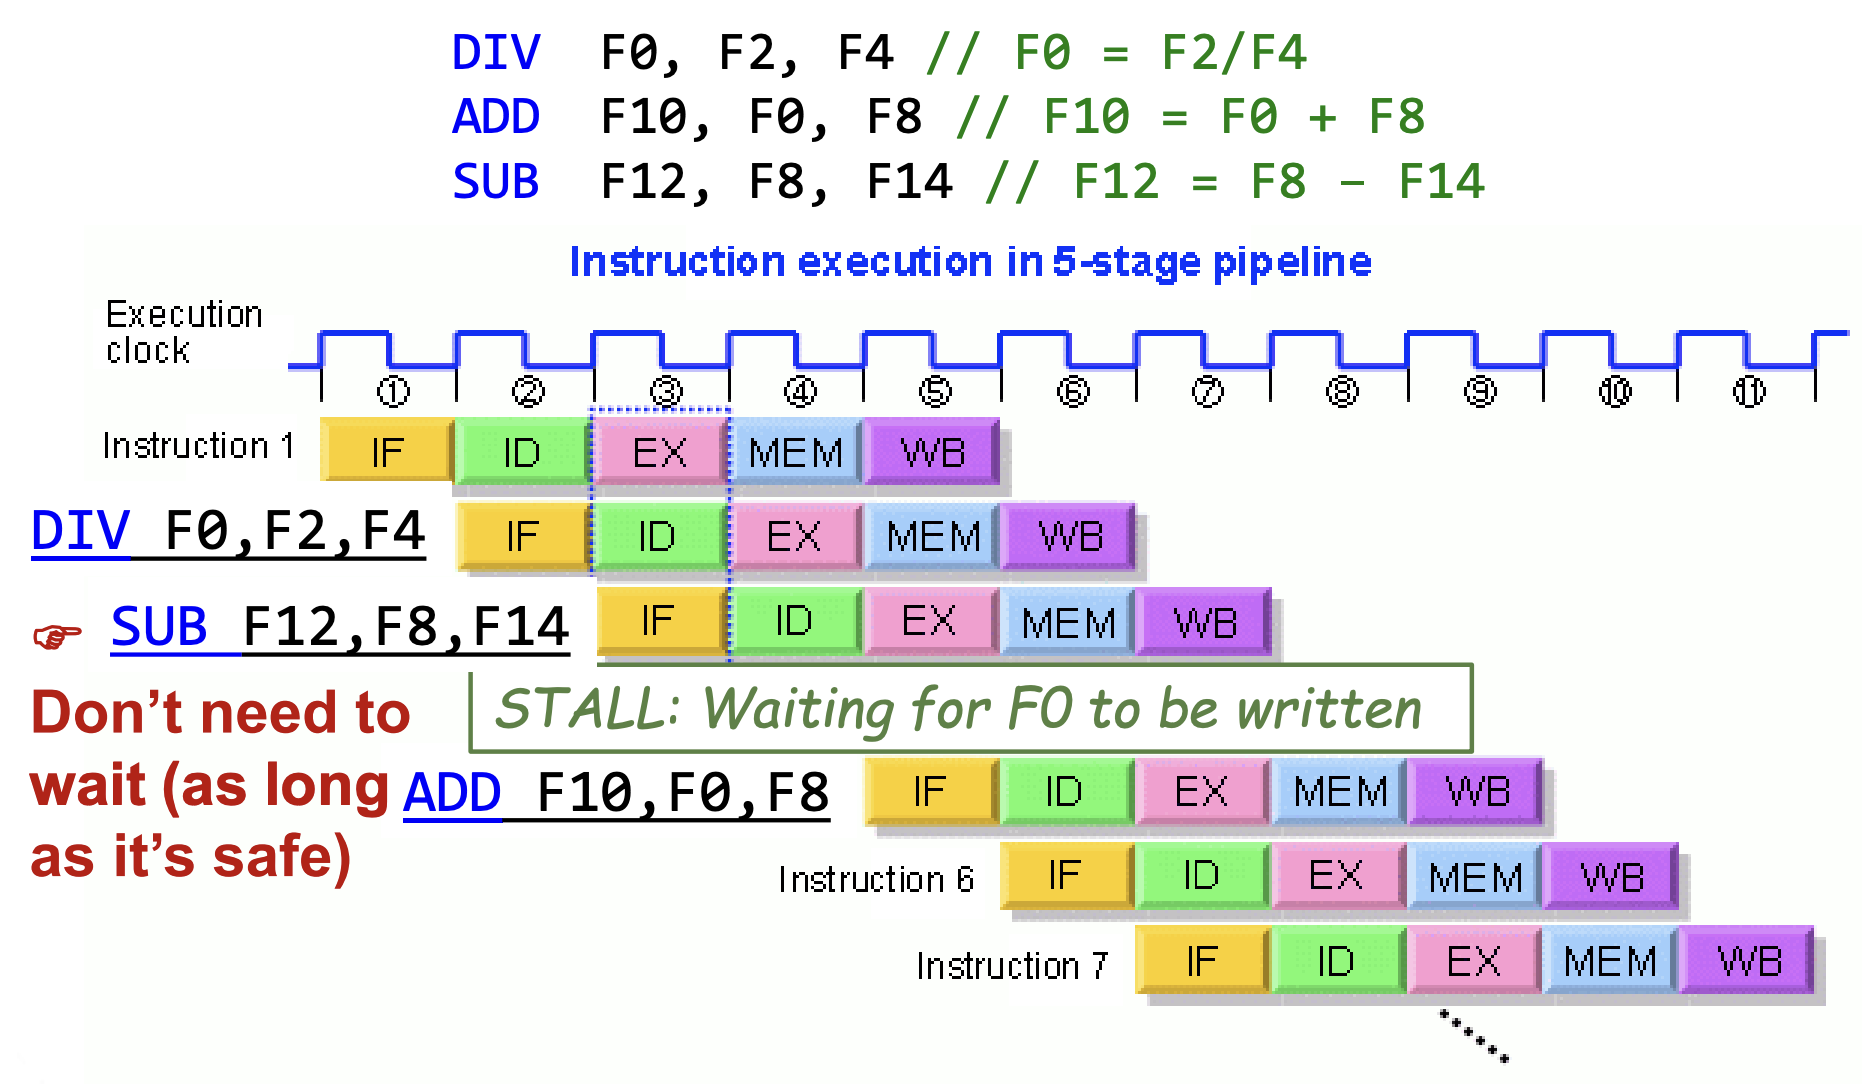 DIV F0, F2, F4 // F0 = F2/F4
ADD F10, F0, F8 // F10 = F0 + F8
SUB F12, F8, F14 // F12 = F8 – F14
Instruction execution in 5-stage pipeline
Execution
clock
① ② ③ ④ ⑤ ⑥ ⑦ ⑧ ⑨ ⑩ ⑪
Instruction 1 IF ID EX MEM WB
DIV F0,F2,F4 IF ID EX MEM WB
☞ SUB F12,F8,F14 IF ID EX MEM WB
STALL: Waiting for F0 to be written
Don't need to
wait (as long
as it's safe)
ADD F10,F0,F8 IF ID EX MEM WB
Instruction 6 IF ID EX MEM WB
Instruction 7 IF ID EX MEM WB